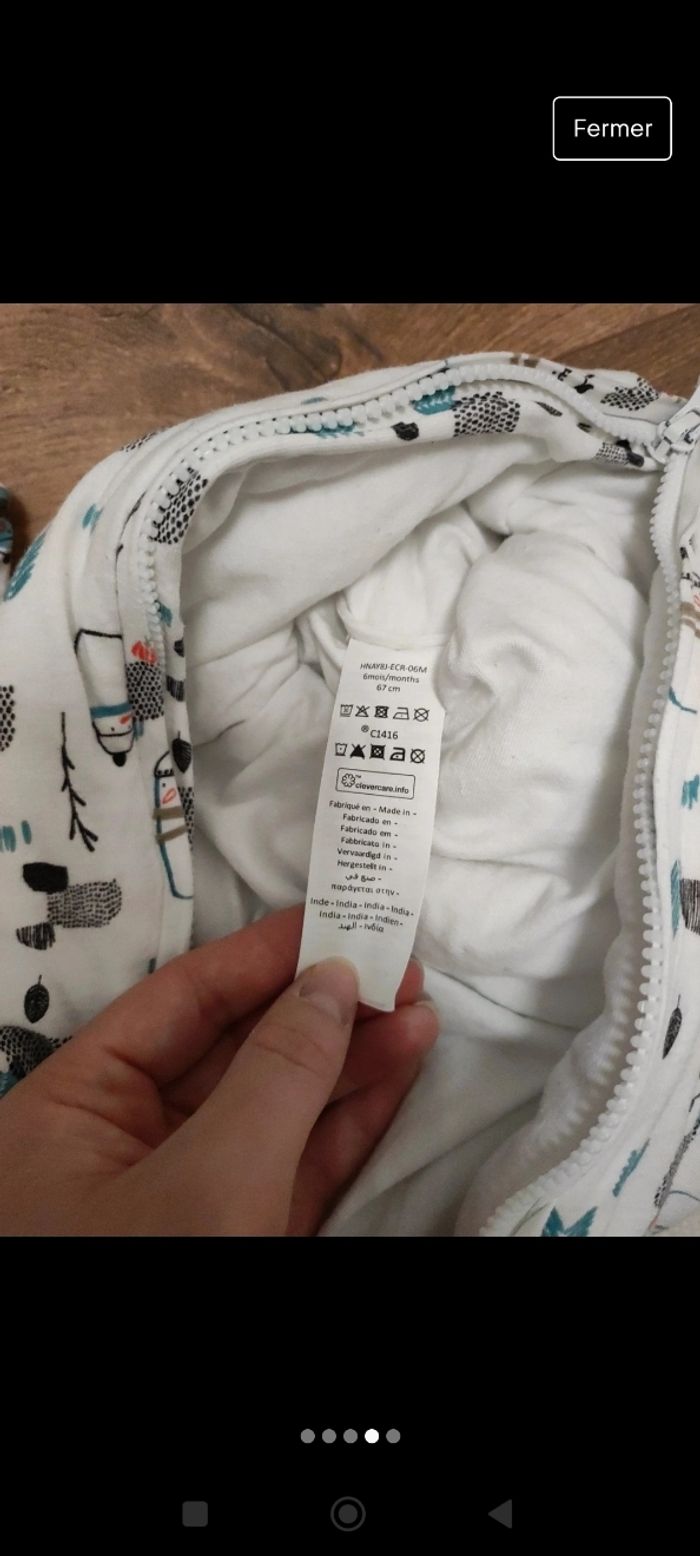 Fermer
HNAY8J-ECR-06M
6mois/months
67 cm
® C1416
clevercare.info
Fabriqué en - Made in -
Fabricado en -
Fabricado em -
Fabbricato in -
Vervaardigd in -
Hergestellt in -
صنع في -
παράγεται στην -
Inde - India - India - India -
India - India - Indien -
الهند - Ινδία